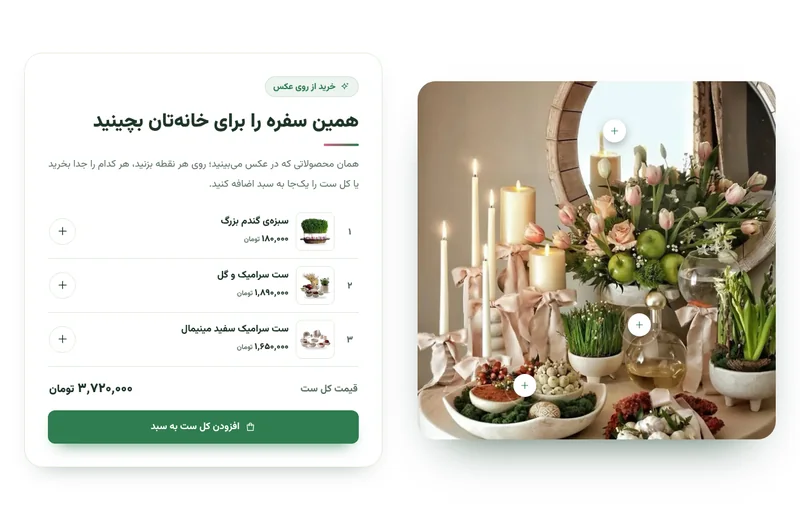 خرید از روی عکس
همین سفره را برای خانه‌تان بچینید
همان محصولاتی که در عکس می‌بینید؛ روی هر نقطه بزنید، هر کدام را جدا بخرید
یا کل ست را یک‌جا به سبد اضافه کنید.
۱
سبزه‌ی گندم بزرگ
۱۸۰,۰۰۰ تومان
۲
ست سرامیک و گل
۱,۸۹۰,۰۰۰ تومان
۳
ست سرامیک سفید مینیمال
۱,۶۵۰,۰۰۰ تومان
قیمت کل ست
۳,۷۲۰,۰۰۰ تومان
افزودن کل ست به سبد